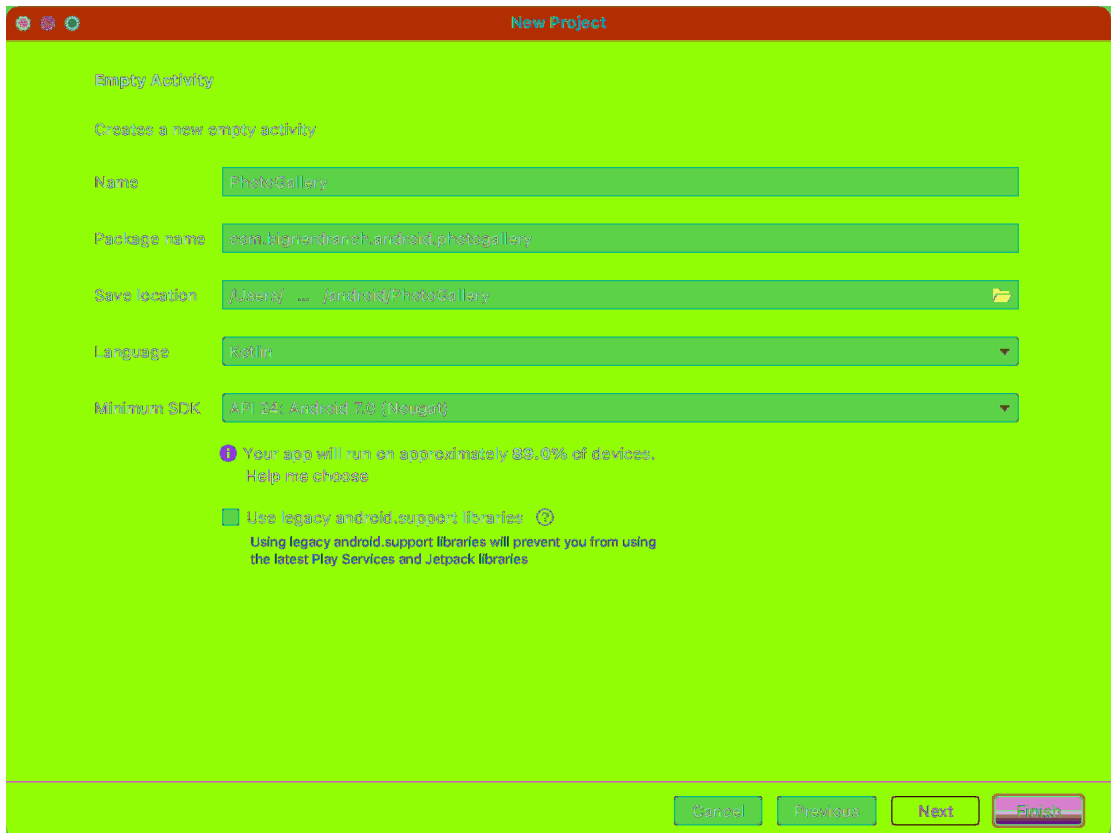 New Project
Empty Activity
Creates a new empty activity
Name PhotoGallery
Package name com.bignerdranch.android.photogallery
Save location /Users/ ... /android/PhotoGallery
Language Kotlin
Minimum SDK API 24: Android 7.0 (Nougat)
i Your app will run on approximately 89.0% of devices.
Help me choose
Use legacy android.support libraries ?
Using legacy android.support libraries will prevent you from using
the latest Play Services and Jetpack libraries
Cancel Previous Next Finish